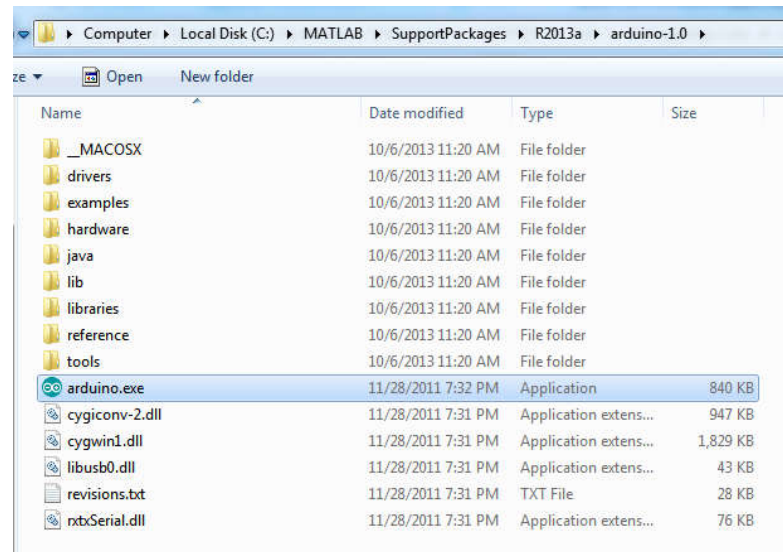 Computer Local Disk (C:) MATLAB SupportPackages R2013a arduino-1.0
ze Open New folder
Name Date modified Type Size
__MACOSX 10/6/2013 11:20 AM File folder
drivers 10/6/2013 11:20 AM File folder
examples 10/6/2013 11:20 AM File folder
hardware 10/6/2013 11:20 AM File folder
java 10/6/2013 11:20 AM File folder
lib 10/6/2013 11:20 AM File folder
libraries 10/6/2013 11:20 AM File folder
reference 10/6/2013 11:20 AM File folder
tools 10/6/2013 11:20 AM File folder
arduino.exe 11/28/2011 7:32 PM Application 840 KB
cygiconv-2.dll 11/28/2011 7:31 PM Application extens... 947 KB
cygwin1.dll 11/28/2011 7:31 PM Application extens... 1,829 KB
libusb0.dll 11/28/2011 7:31 PM Application extens... 43 KB
revisions.txt 11/28/2011 7:31 PM TXT File 28 KB
rxtxSerial.dll 11/28/2011 7:31 PM Application extens... 76 KB